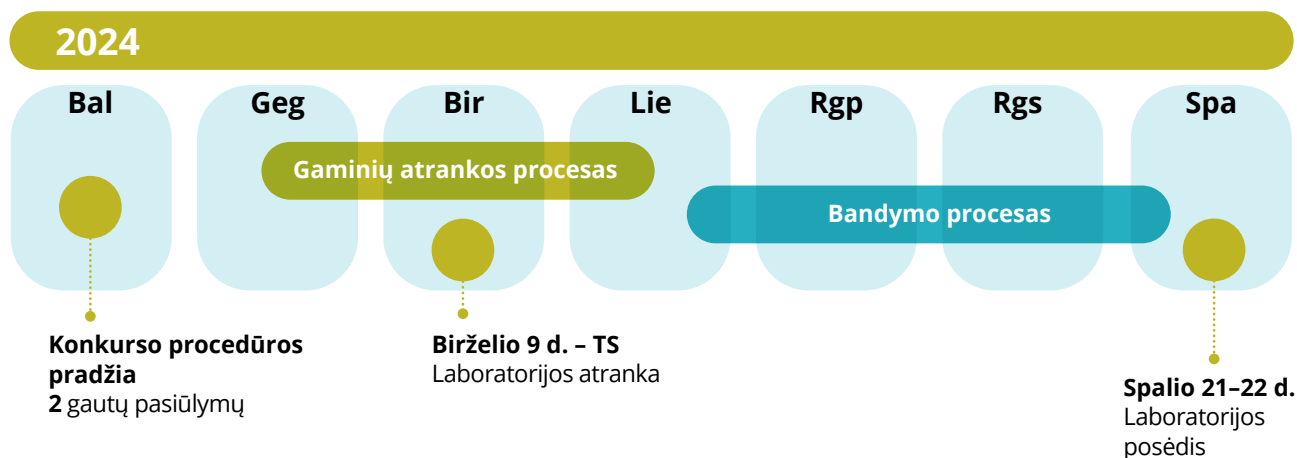 2024
Bal
Geg
Bir
Lie
Rgp
Rgs
Spa
Gaminių atrankos procesas
Bandymo procesas
Konkurso procedūros
pradžia
2 gautų pasiūlymų
Birželio 9 d. – TS
Laboratorijos atranka
Spalio 21–22 d.
Laboratorijos
posėdis